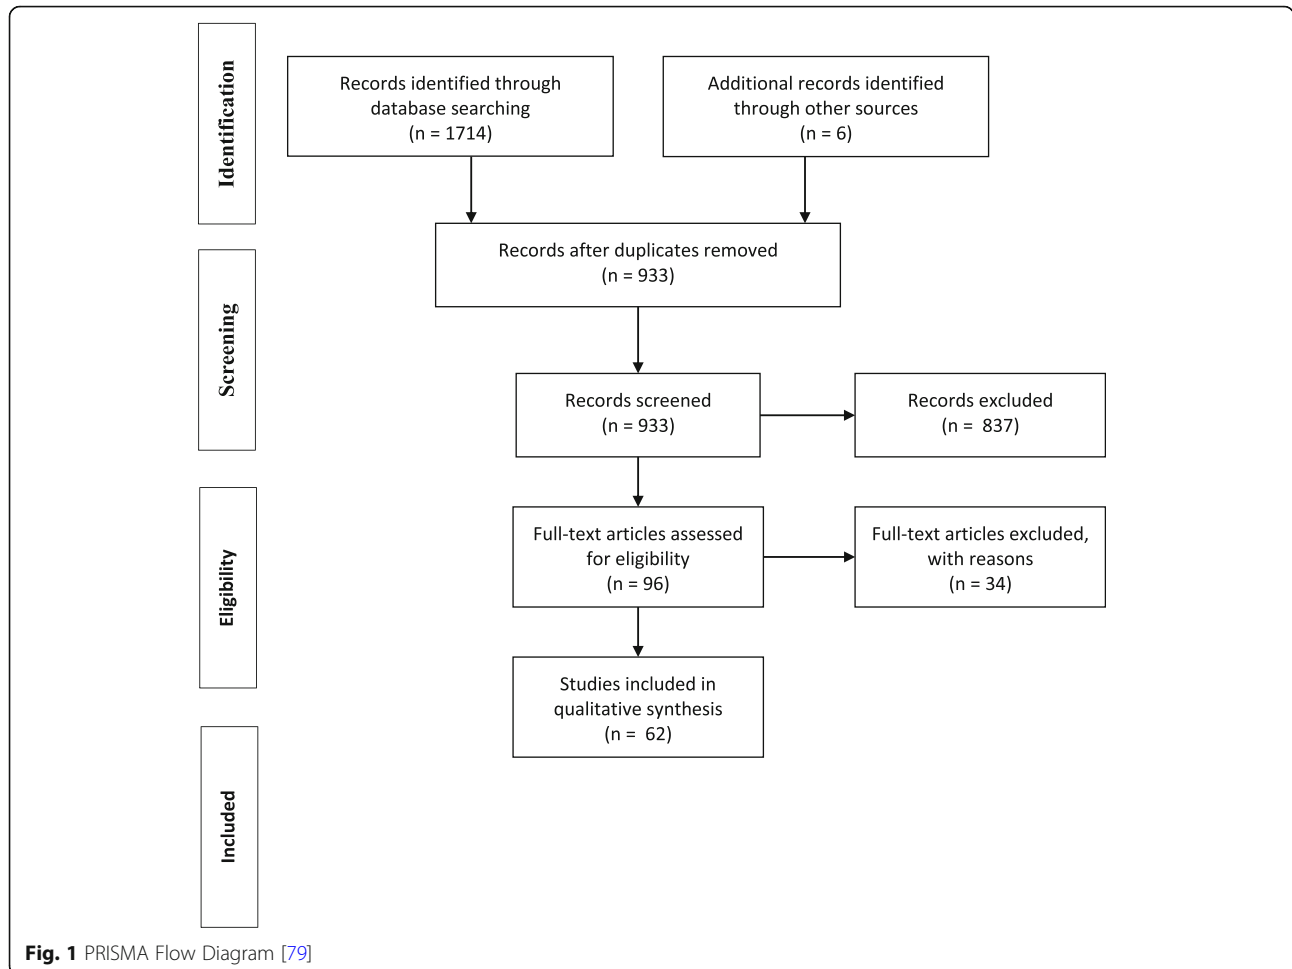 Identification
Records identified through
database searching
(n = 1714)
Additional records identified
through other sources
(n = 6)
Records after duplicates removed
(n = 933)
Screening
Records screened
(n = 933)
Records excluded
(n =  837)
Eligibility
Full-text articles assessed
for eligibility
(n = 96)
Full-text articles excluded,
with reasons
(n = 34)
Studies included in
qualitative synthesis
(n =  62)
Included
Fig. 1 PRISMA Flow Diagram [79]